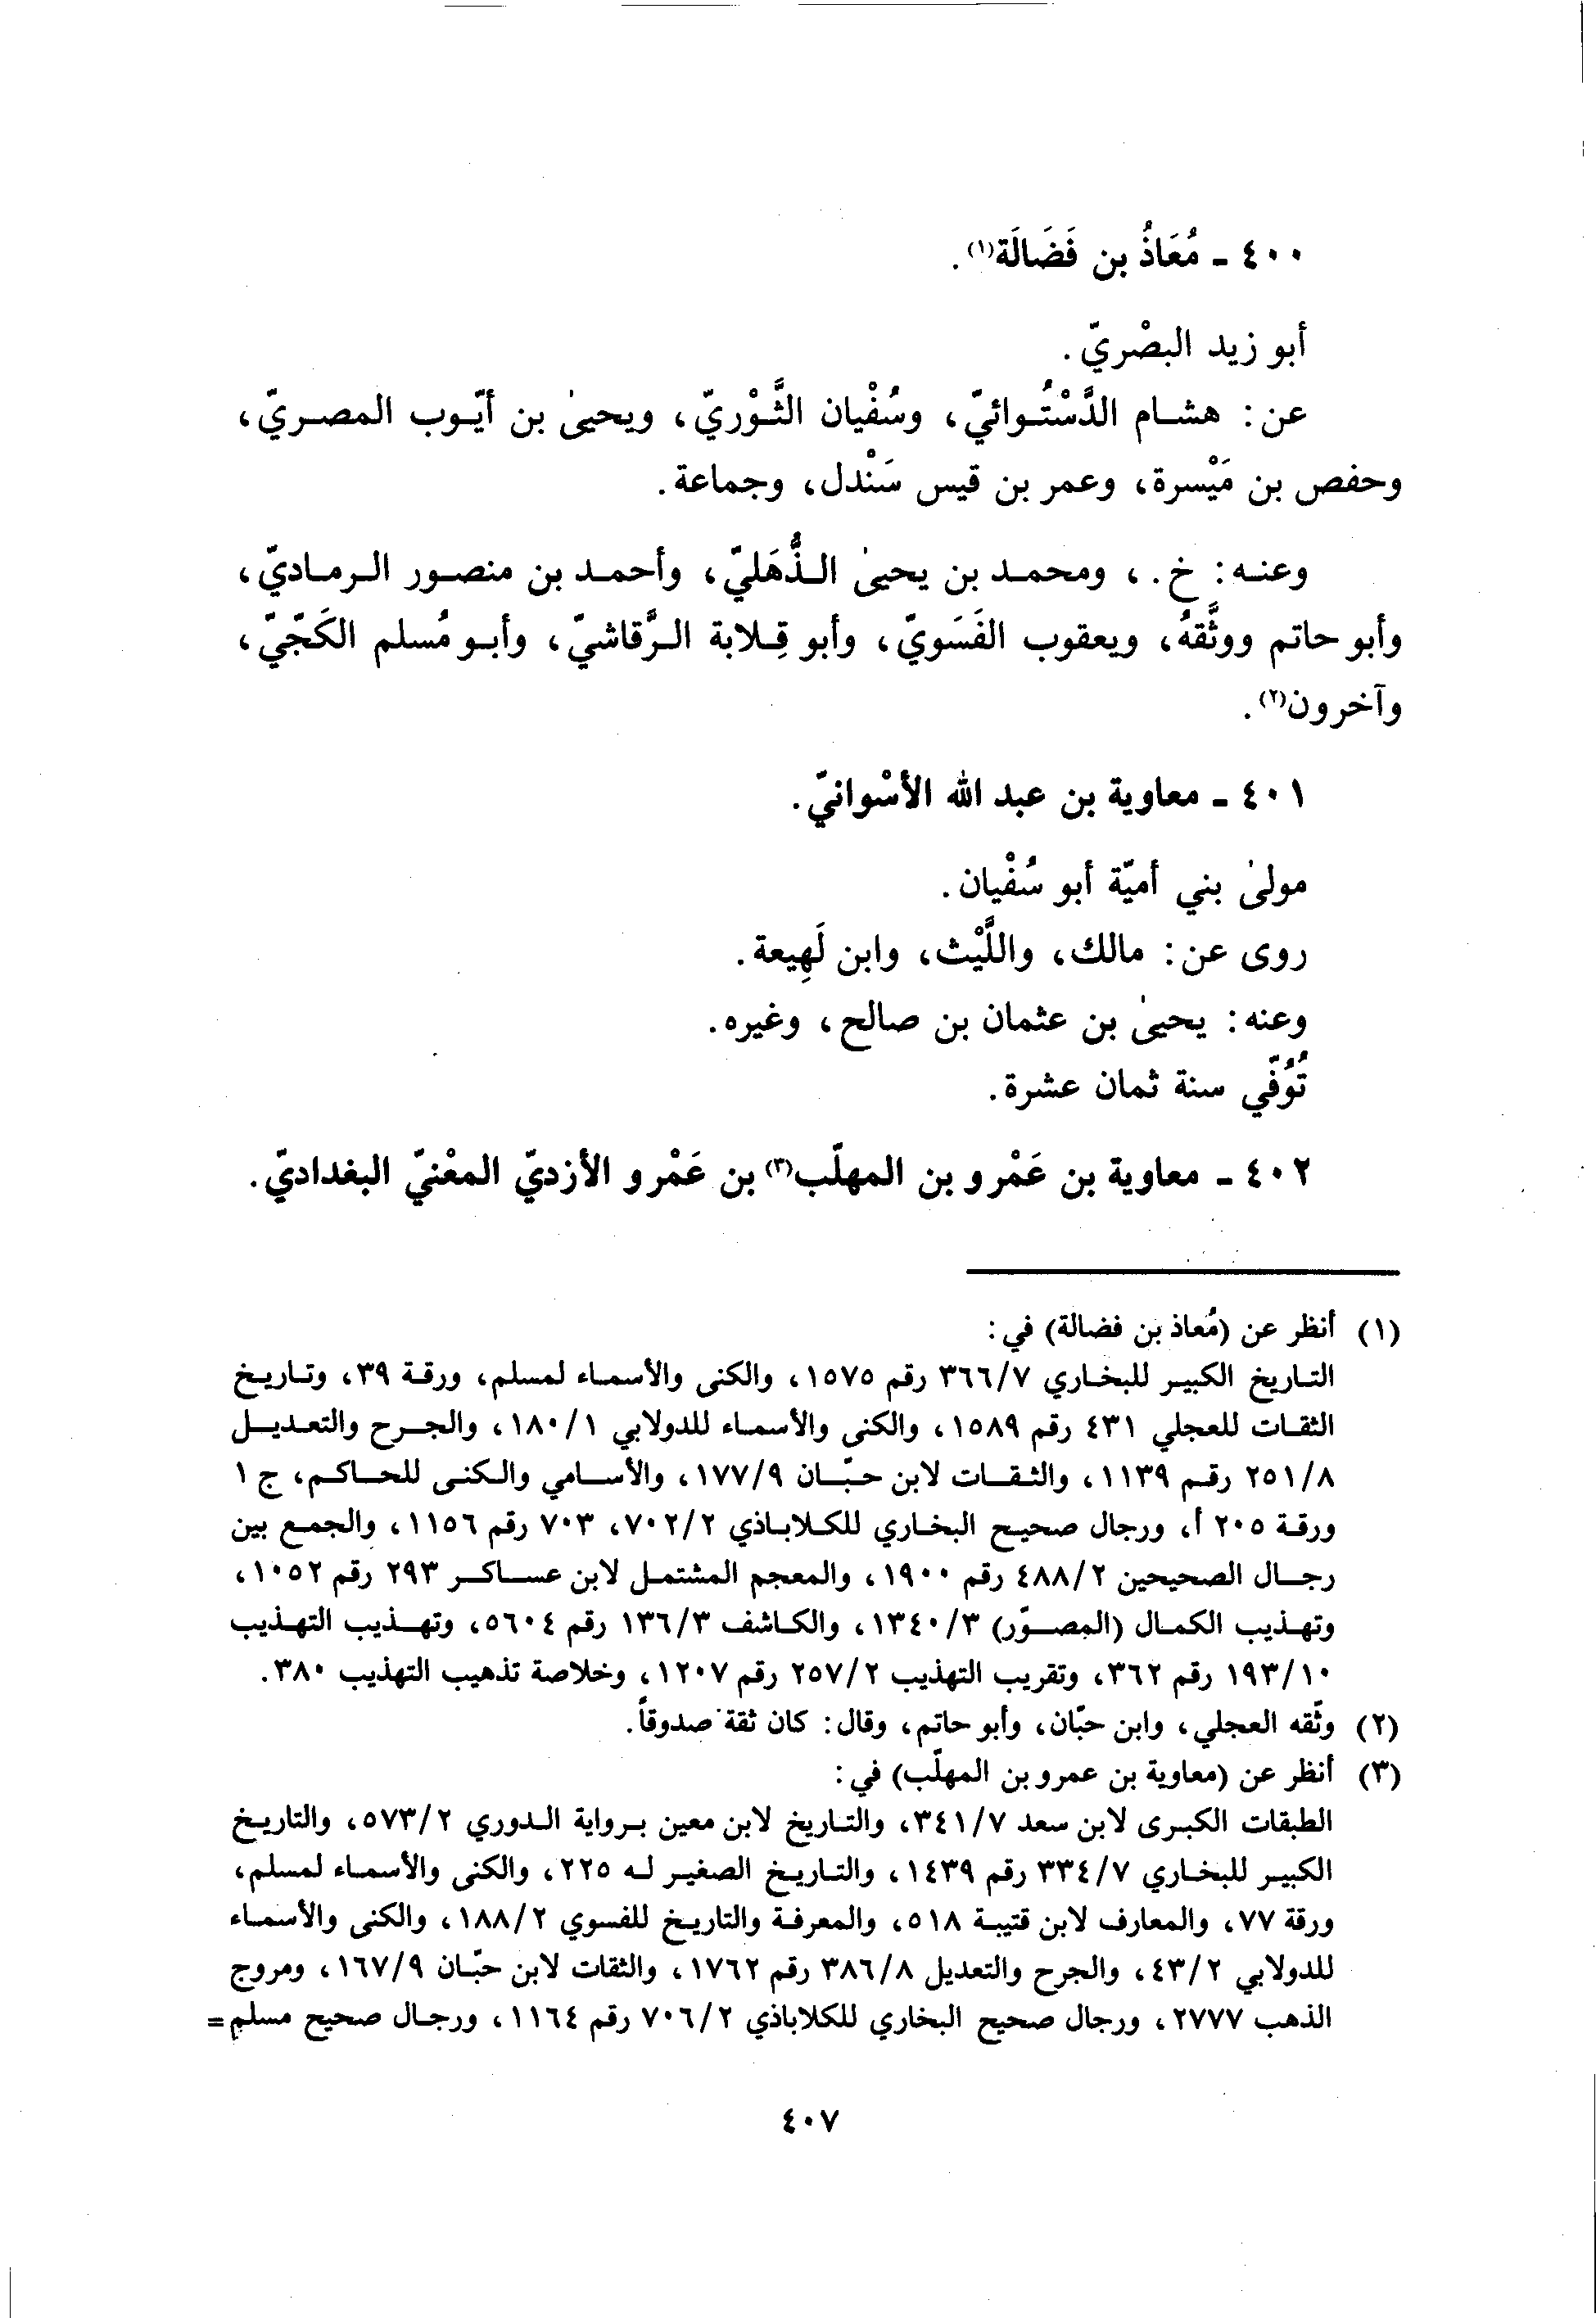 ٤٠٠ - مُعَاذُ بن فَضَالَة(١).
أبو زيد البصْريّ.
عن: هشام الدَّسْتُوائيّ، وسُفْيان الثَّوْريّ، ويحيىٰ بن أيّوب المصريّ،
وحفص بن مَيْسرة، وعمر بن قيس سَنْدل، وجماعة.
وعنه: خ.، ومحمد بن يحيىٰ الذُّهَليّ، وأحمد بن منصور الرماديّ،
وأبو حاتم ووثَّقهُ، ويعقوب الفَسَويّ، وأبو قِلابة الرَّقاشيّ، وأبو مُسلم الكَجّيّ،
وآخرون(٢).
٤٠١ - معاوية بن عبد الله الأسْوانيّ.
مولىٰ بني أميّة أبو سُفْيان.
روى عن: مالك، واللَّيْث، وابن لَهِيعة.
وعنه: يحيىٰ بن عثمان بن صالح، وغيره.
تُوُفّي سنة ثمان عشرة.
٤٠٢ - معاوية بن عَمْرو بن المهلّب(٣) بن عَمْرو الأزديّ المعْنيّ البغداديّ.
(١) أنظر عن (مُعاذ بن فضالة) في:
التاريخ الكبير للبخاري ٣٦٦/٧ رقم ١٥٧٥، والكنى والأسماء لمسلم، ورقة ٣٩، وتاريخ
الثقات للعجلي ٤٣١ رقم ١٥٨٩، والكنى والأسماء للدولابي ١٨٠/١، والجرح والتعديل
٢٥١/٨ رقم ١١٣٩، والثقات لابن حبّان ١٧٧/٩، والأسامي والكنى للحاكم، ج ١
ورقة ٢٠٥ أ، ورجال صحيح البخاري للكلاباذي ٧٠٢/٢، ٧٠٣ رقم ١١٥٦، والجمع بين
رجال الصحيحين ٤٨٨/٢ رقم ١٩٠٠، والمعجم المشتمل لابن عساكر ٢٩٣ رقم ١٠٥٢،
وتهذيب الكمال (المصوّر) ١٣٤٠/٣، والكاشف ١٣٦/٣ رقم ٥٦٠٤، وتهذيب التهذيب
١٩٣/١٠ رقم ٣٦٢، وتقريب التهذيب ٢٥٧/٢ رقم ١٢٠٧، وخلاصة تذهيب التهذيب ٣٨٠.
(٢) وثّقه العجلي، وابن حبّان، وأبو حاتم، وقال: كان ثقة صدوقاً.
(٣) أنظر عن (معاوية بن عمرو بن المهلّب) في:
الطبقات الكبرى لابن سعد ٣٤١/٧، والتاريخ لابن معين برواية الدوري ٥٧٣/٢، والتاريخ
الكبير للبخاري ٣٣٤/٧ رقم ١٤٣٩، والتاريخ الصغير له ٢٢٥، والكنى والأسماء لمسلم،
ورقة ٧٧، والمعارف لابن قتيبة ٥١٨، والمعرفة والتاريخ للفسوي ١٨٨/٢، والكنى والأسماء
للدولابي ٤٣/٢، والجرح والتعديل ٣٨٦/٨ رقم ١٧٦٢، والثقات لابن حبّان ١٦٧/٩، ومروج
الذهب ٢٧٧٧، ورجال صحيح البخاري للكلاباذي ٧٠٦/٢ رقم ١١٦٤، ورجال صحيح مسلم=
٤٠٧